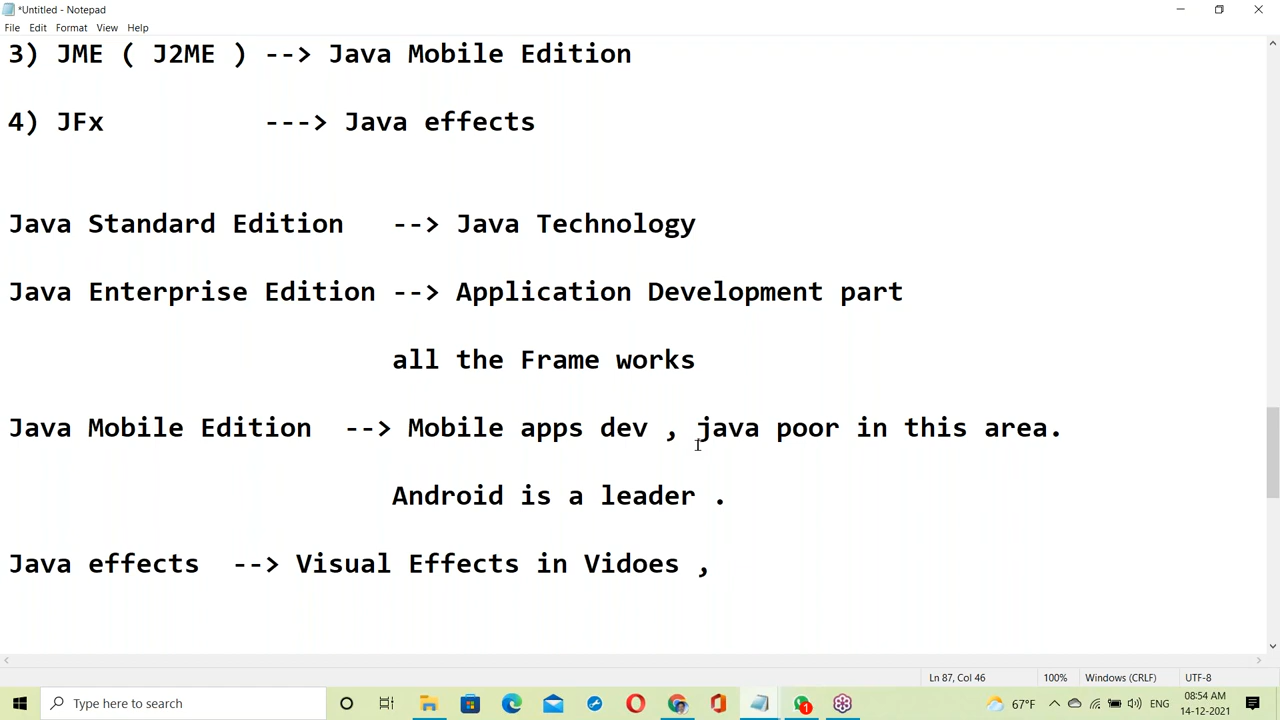 *Untitled - Notepad
File Edit Format View Help
3) JME ( J2ME ) --> Java Mobile Edition
4) JFx ---> Java effects
Java Standard Edition --> Java Technology
Java Enterprise Edition --> Application Development part
all the Frame works
Java Mobile Edition --> Mobile apps dev , java poor in this area.
Android is a leader .
Java effects --> Visual Effects in Vidoes ,
Ln 87, Col 46 100% Windows (CRLF) UTF-8
Type here to search 1 67°F ENG 08:54 AM
14-12-2021